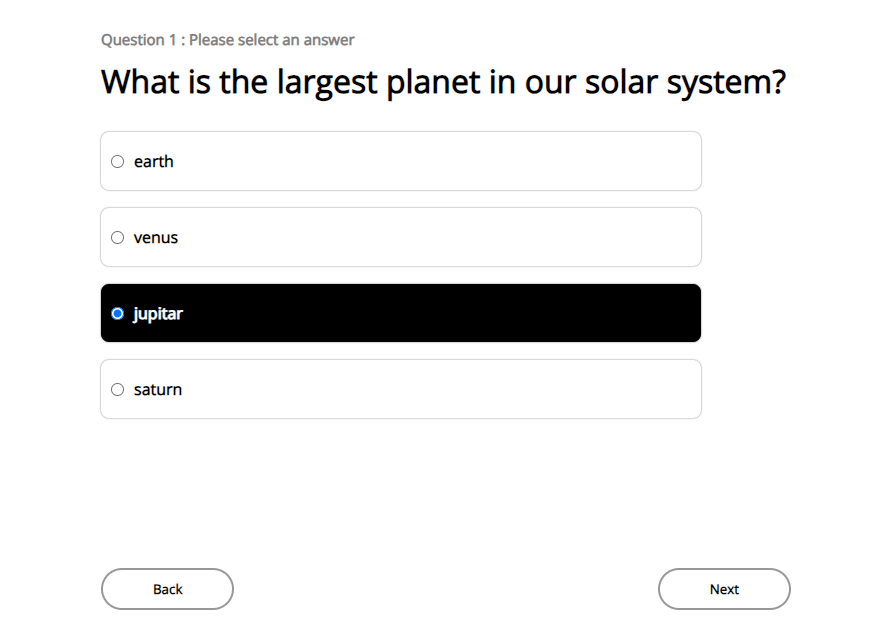 Question 1 : Please select an answer
What is the largest planet in our solar system?
earth
venus
jupitar
saturn
Back
Next